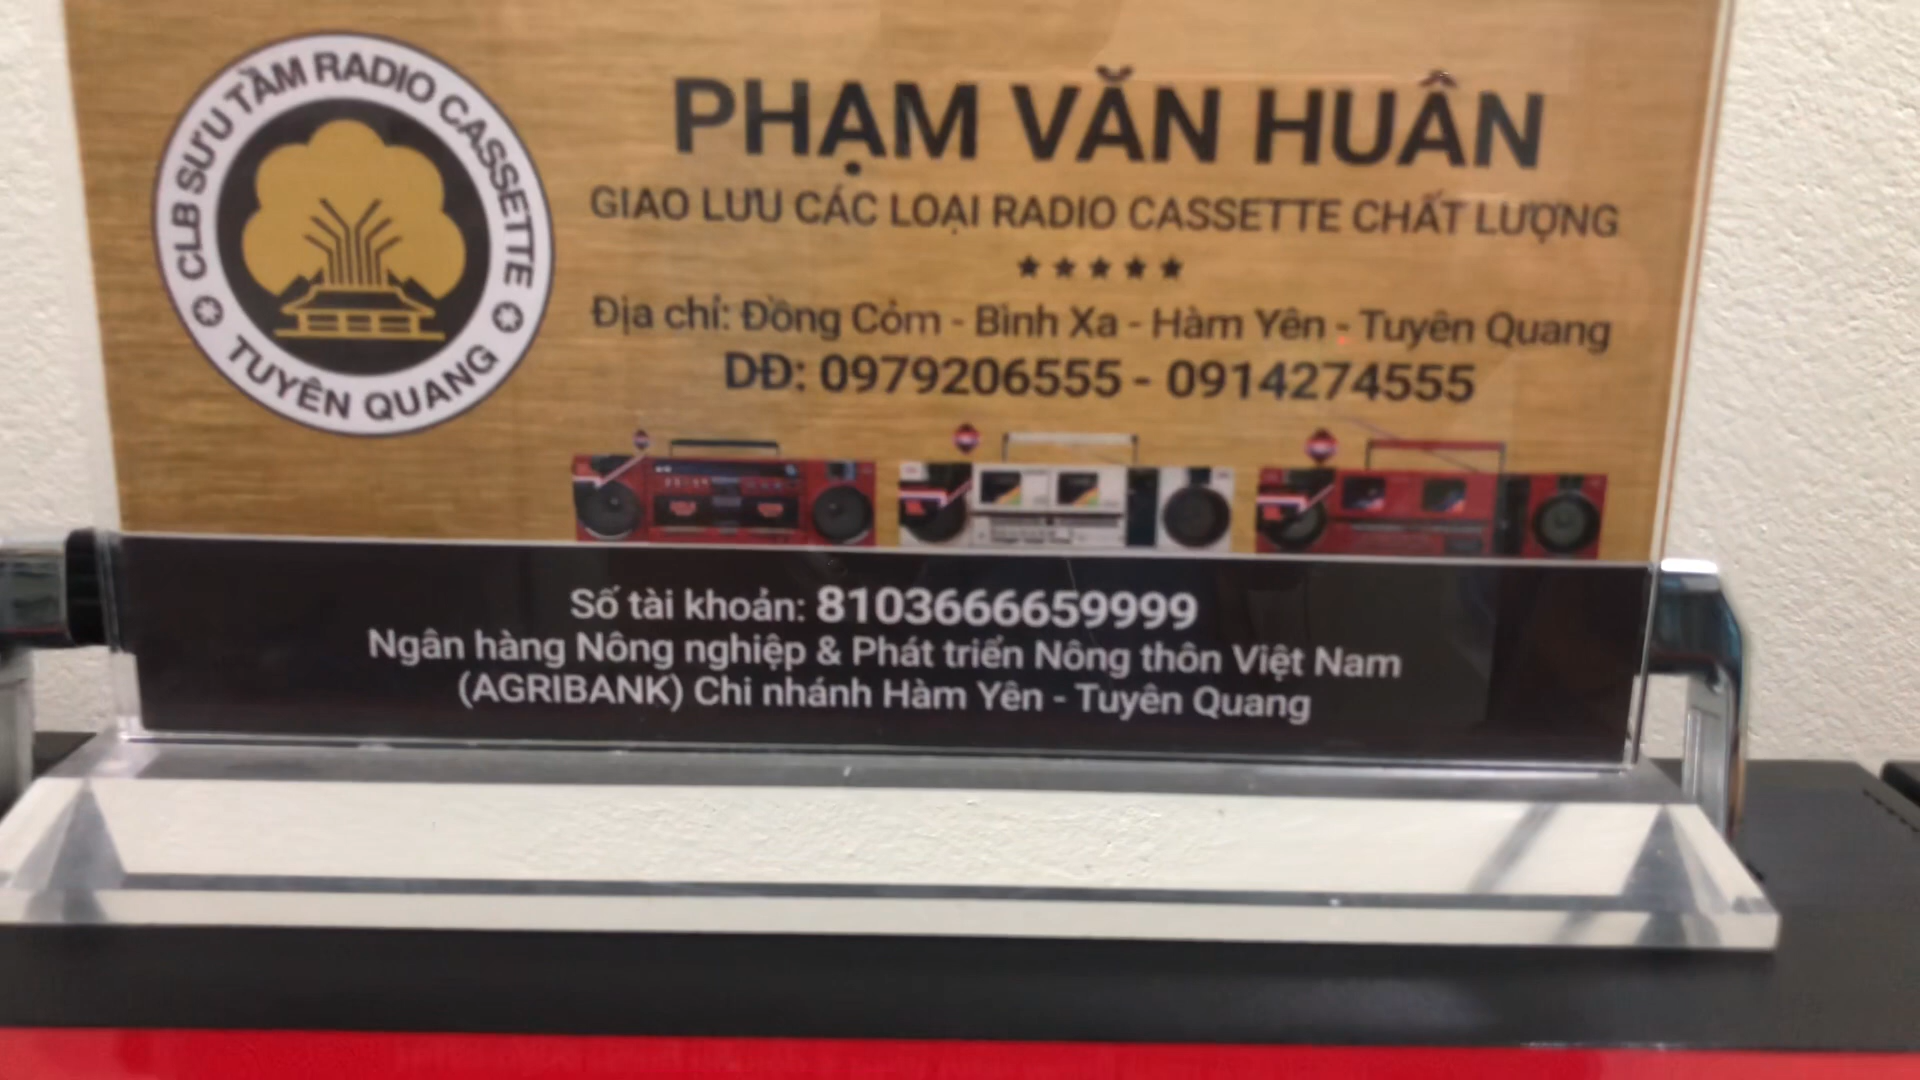 CLB SƯU TẦM RADIO CASSETTE
TUYÊN QUANG
PHẠM VĂN HUÂN
GIAO LƯU CÁC LOẠI RADIO CASSETTE CHẤT LƯỢNG
★★★★★
Địa chỉ: Đồng Cỏm - Bình Xa - Hàm Yên - Tuyên Quang
DĐ: 0979206555 - 0914274555
Số tài khoản: 8103666659999
Ngân hàng Nông nghiệp & Phát triển Nông thôn Việt Nam
(AGRIBANK) Chi nhánh Hàm Yên - Tuyên Quang